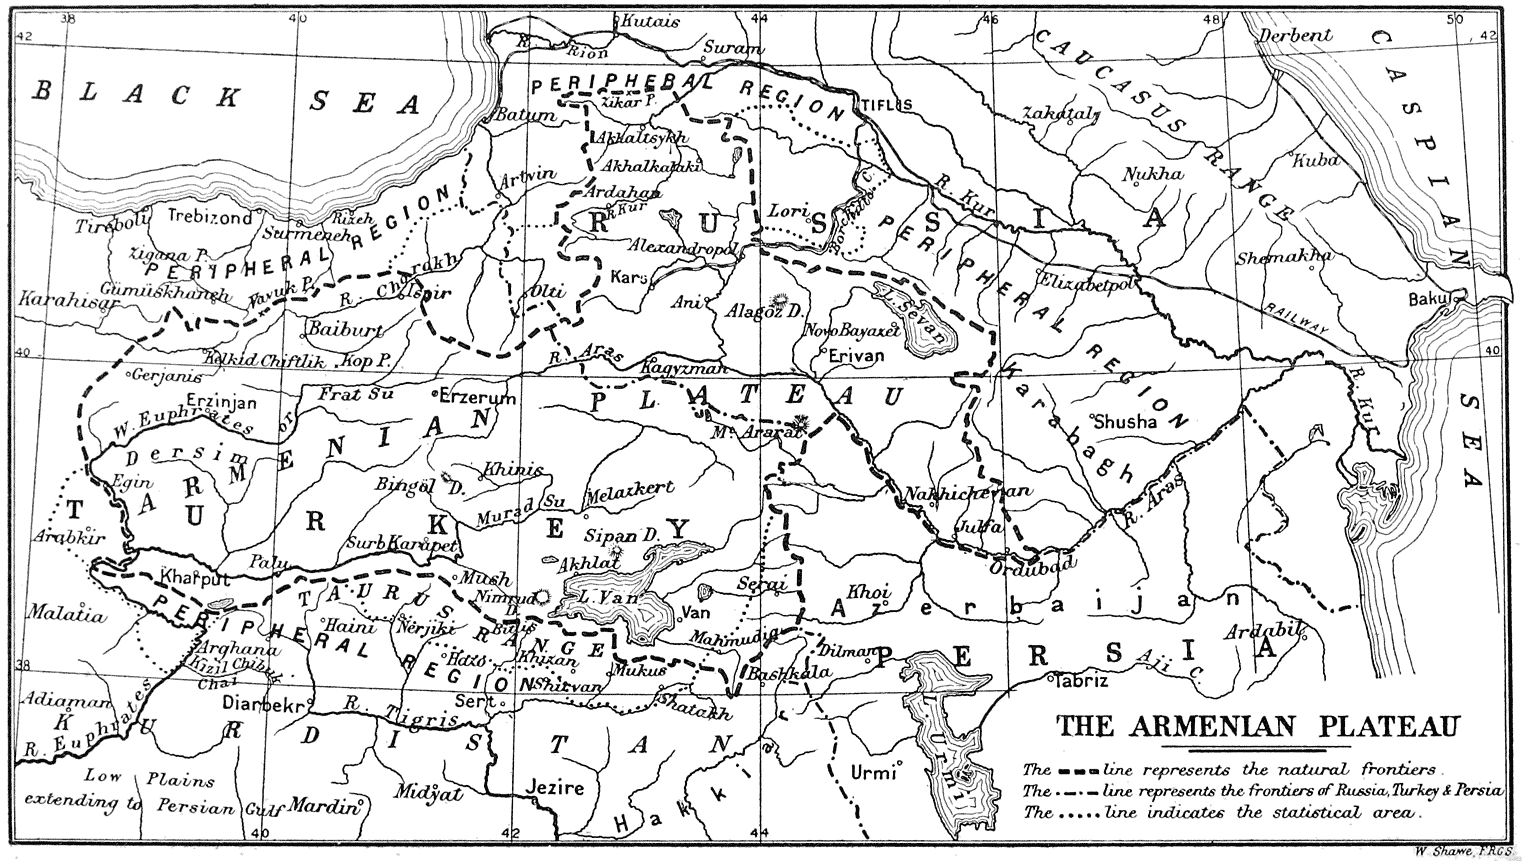 38
40
44
46
48
50
42
42
Kutais
R. Rion
Suram
Derbent
CAUCASUS RANGE
CASPIAN SEA
BLACK SEA
PERIPHERAL REGION
Zikar P.
TIFLIS
Batum
Zakataly
Akhaltsykh
Akhalkalaki
Kuba
Nukha
Artvin
Ardahan
R. Kur
R. Kur
Lori
Borchalinsk C.
RUSSIA
Tireboli
Trebizond
Rizeh
Surmeneh
PERIPHERAL REGION
Zigana P.
Alexandropol
PERIPHERAL REGION
Shemakha
Gümüskhaneh
Vavuk P.
R. Chorokh
Ispir
Olti
Kars
Elizabetpol
Karahisar
Ani
Alagöz D.
L. Sevan
Baku
RAILWAY
Baiburt
Novo Bayazet
Erivan
40
40
Kelkid Chiftlik
Kop P.
R. Aras
Kagyzman
Gerjanis
Karabagh
R. Kur
Erzinjan
Frat Su
Erzerum
ARMENIAN PLATEAU
W. Euphrates or
Shusha
Mt. Ararat
Dersim
Egin
Khinis
Bingöl D.
Melazkert
Nakhichevan
TURKEY
Murad Su
R. Aras
Julfa
Arabkir
Surb Karapet
Sipan D.
Palu
Akhlat
Ordubad
Kharput
Mush
Serai
Khoi
TAURUS RANGE
Nimrud D.
L. Van
Van
Azerbaijan
Malatia
PERIPHERAL REGION
Haini
Nerjiki
Bitlis
Mahmudia
Ardabil
Arghana
Dilman
PERSIA
Hazo
Khizan
Aji C.
38
Kizil Chibuk
Chai
Mukus
Bashkala
Tabriz
Adiaman
Diarbekr
Sert
Shirvan
Shatakh
R. Euphrates
R. Tigris
L. Urmi
KURDISTAN
Urmi
Hakkia
Low Plains
extending to Persian Gulf
Mardin
Midyat
Jezire
THE ARMENIAN PLATEAU
The line represents the natural frontiers.
The line represents the frontiers of Russia, Turkey & Persia
The line indicates the statistical area.
40
42
44
46
48
W. Shawe, F.R.G.S.